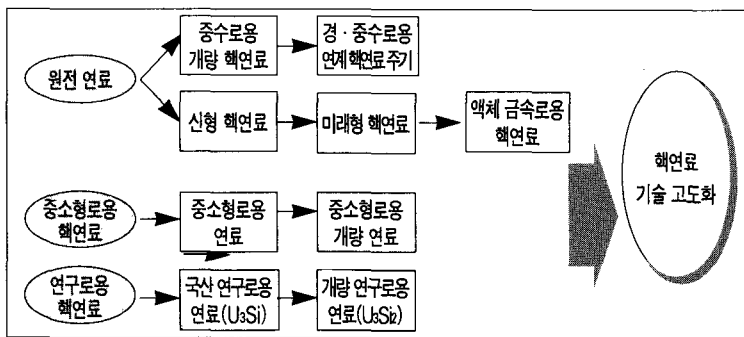 원전 연료
중수로용
개량 핵연료
경·중수로용
연계 핵연료 주기
신형 핵연료
미래형 핵연료
액체 금속로용
핵연료
중소형로용
핵연료
중소형로용
연료
중소형로용
개량 연료
연구로용
핵연료
국산 연구로용
연료(U₃Si)
개량 연구로용
연료(U₃Si₂)
핵연료
기술 고도화